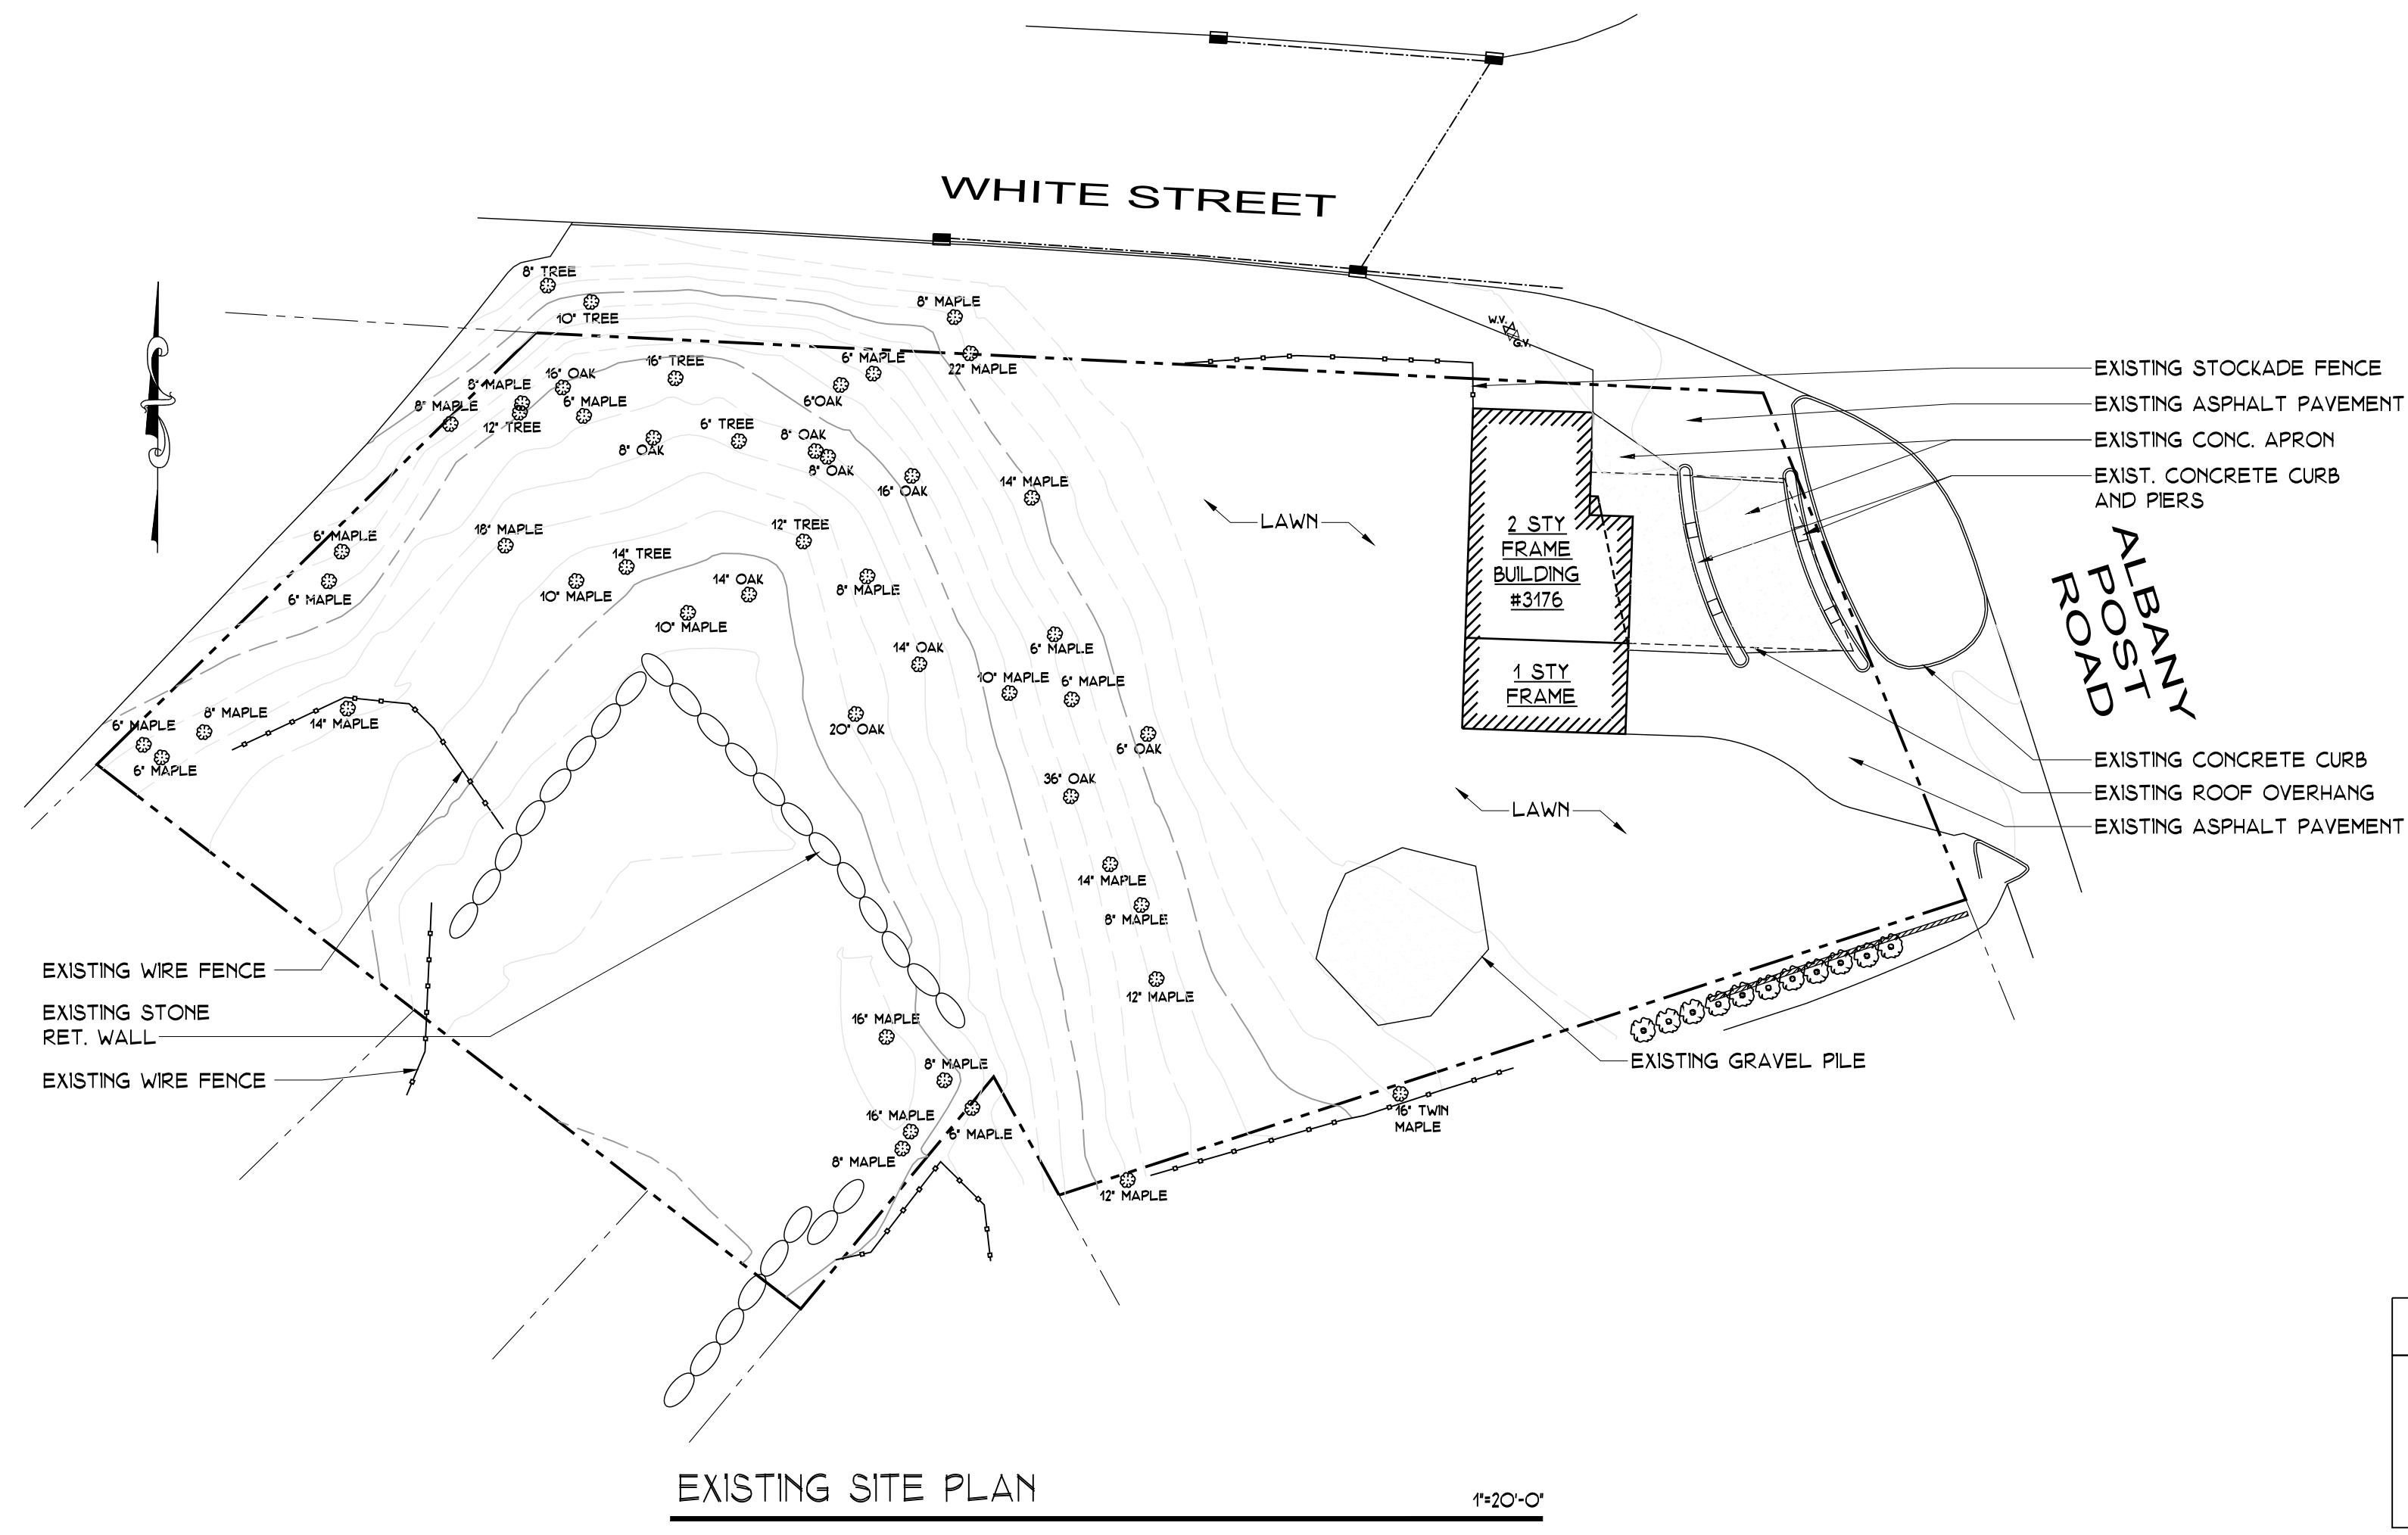 WHITE STREET
8" TREE
10" TREE
8" MAPLE
22" MAPLE
6" MAPLE
6"OAK
16" TREE
16" OAK
8" MAPLE
6" MAPLE
8" MAPLE
12" TREE
8" OAK
6" TREE
8" OAK
8" OAK
16" OAK
14" MAPLE
W.V.
G.V.
EXISTING STOCKADE FENCE
EXISTING ASPHALT PAVEMENT
EXISTING CONC. APRON
EXIST. CONCRETE CURB
AND PIERS
6" MAPLE
6" MAPLE
18" MAPLE
14" TREE
10" MAPLE
12" TREE
14" OAK
8" MAPLE
10" MAPLE
LAWN
2 STY
FRAME
BUILDING
#3176
1 STY
FRAME
ALBANY
POST
ROAD
14" OAK
6" MAPLE
10" MAPLE
6" MAPLE
6" MAPLE
8" MAPLE
14" MAPLE
6" MAPLE
20" OAK
6" OAK
36" OAK
LAWN
EXISTING CONCRETE CURB
EXISTING ROOF OVERHANG
EXISTING ASPHALT PAVEMENT
14" MAPLE
8" MAPLE
12" MAPLE
EXISTING WIRE FENCE
EXISTING STONE
RET. WALL
EXISTING WIRE FENCE
16" MAPLE
8" MAPLE
16" MAPLE
6" MAPLE
8" MAPLE
EXISTING GRAVEL PILE
16" TWIN
MAPLE
12" MAPLE
EXISTING SITE PLAN
1"=20'-0"